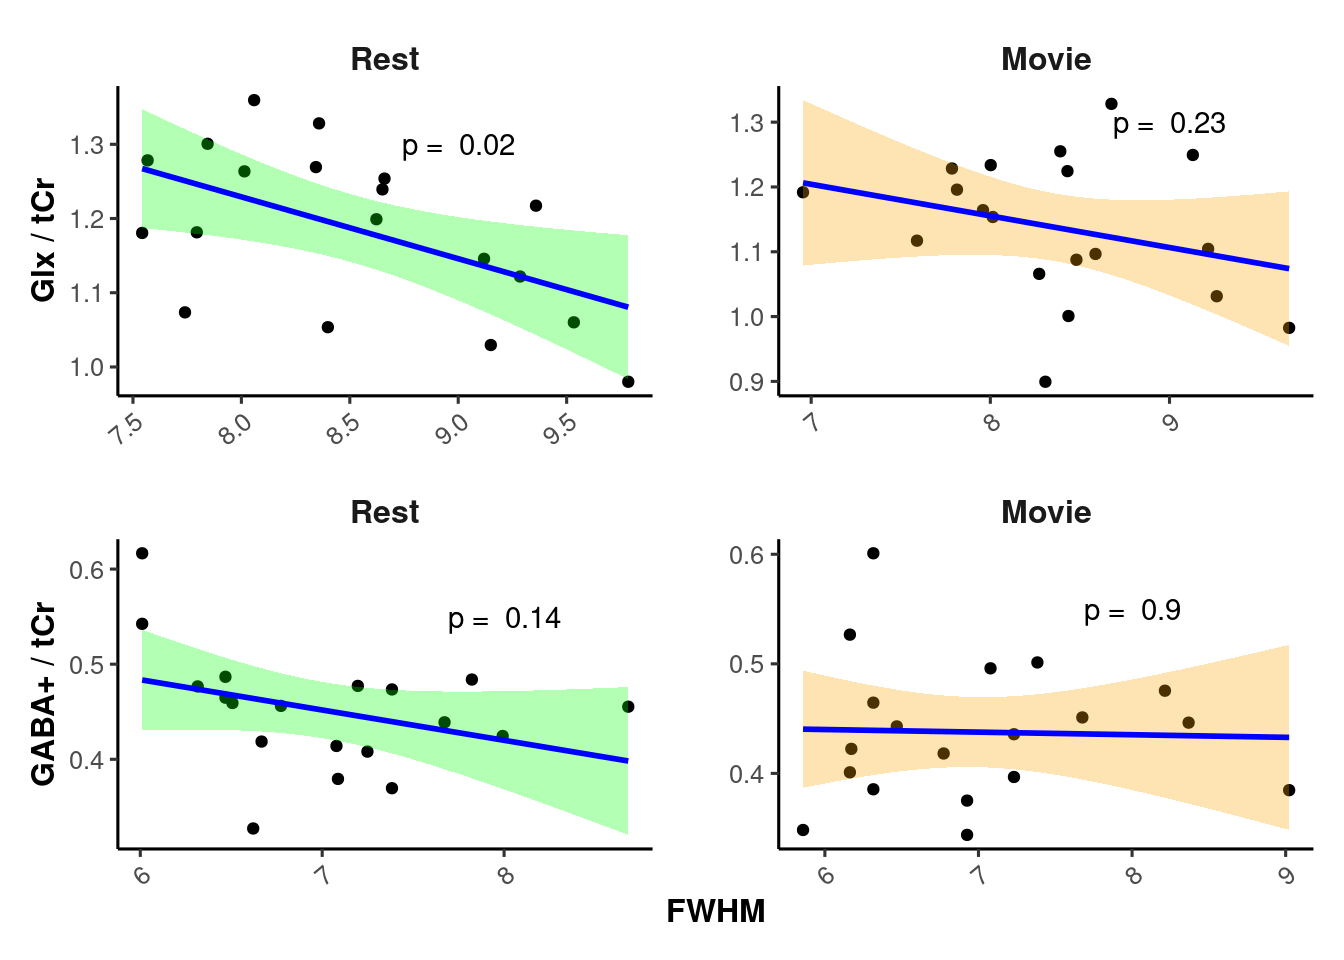 Rest
Movie
Glx / tCr
1.3
1.2
1.1
1.0
p = 0.02
7.5
8.0
8.5
9.0
9.5
1.3
1.2
1.1
1.0
0.9
p = 0.23
7
8
9
Rest
Movie
GABA+ / tCr
0.6
0.5
0.4
p = 0.14
6
7
8
0.6
0.5
0.4
p = 0.9
6
7
8
9
FWHM